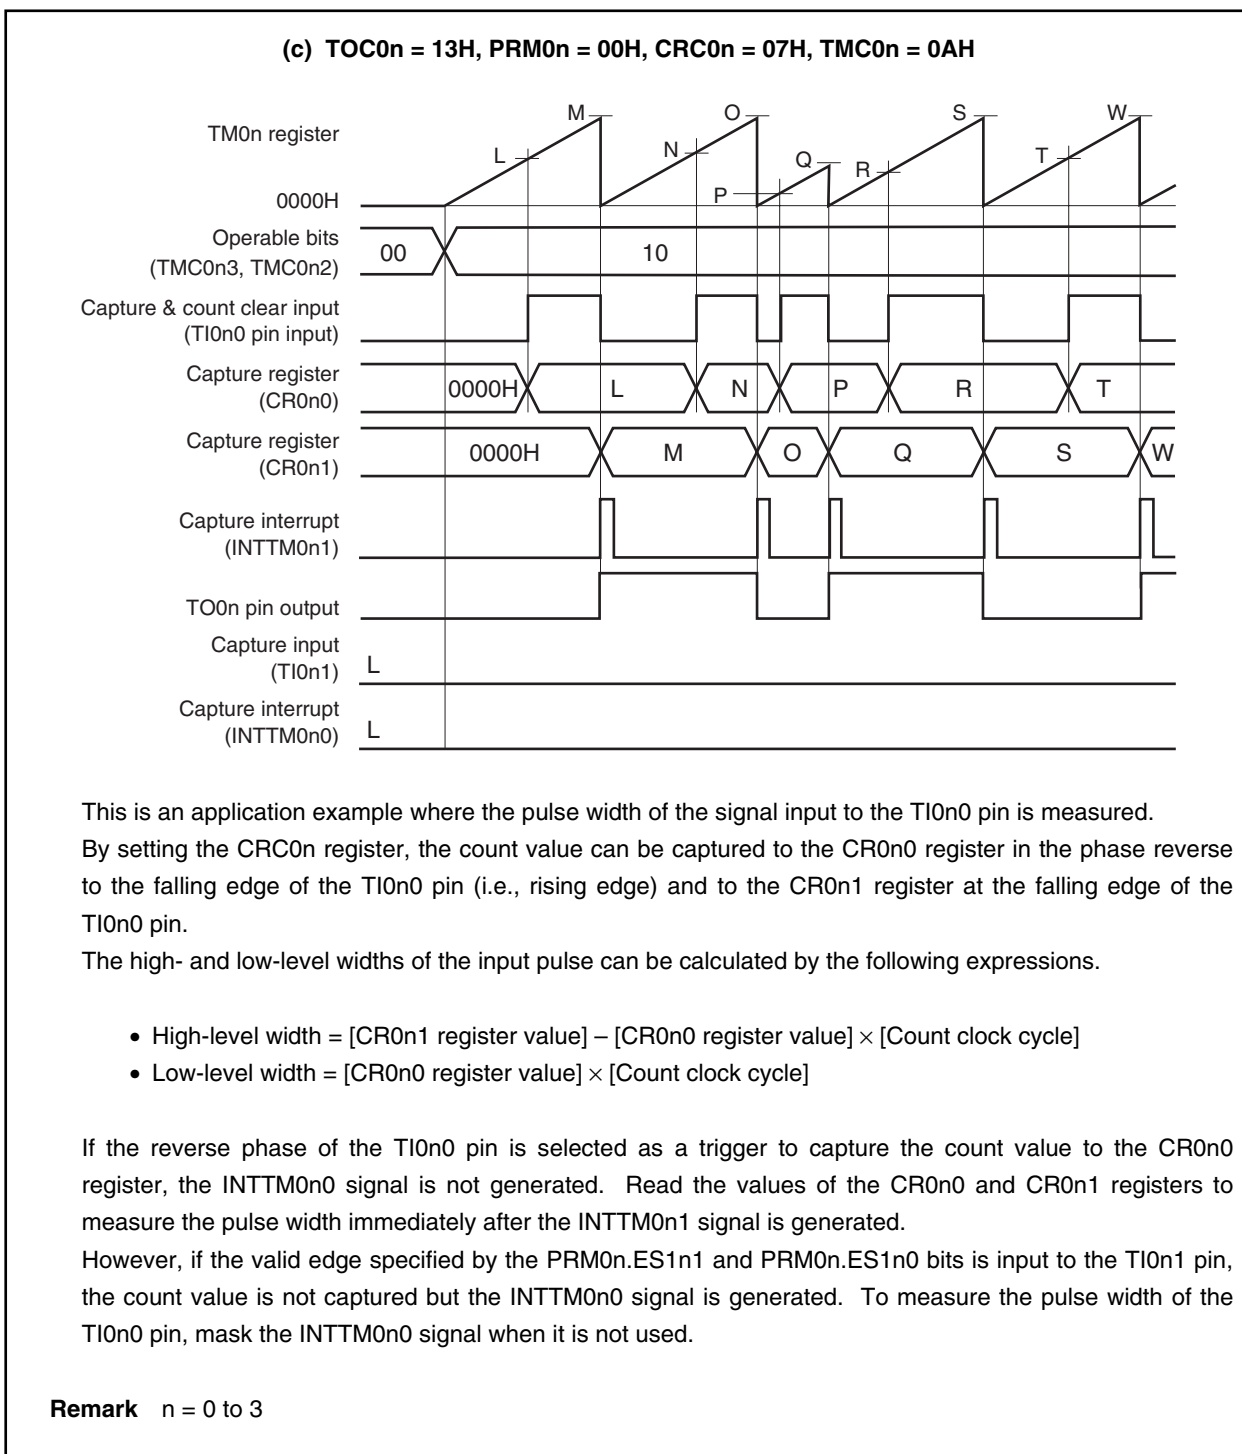 (c) TOC0n = 13H, PRM0n = 00H, CRC0n = 07H, TMC0n = 0AH
M O S W
TM0n register
L N Q R T
P
0000H
Operable bits
(TMC0n3, TMC0n2)
00 10
Capture & count clear input
(TI0n0 pin input)
Capture register
(CR0n0)
0000H L N P R T
Capture register
(CR0n1)
0000H M O Q S W
Capture interrupt
(INTTM0n1)
TO0n pin output
Capture input
(TI0n1)
L
Capture interrupt
(INTTM0n0)
L
This is an application example where the pulse width of the signal input to the TI0n0 pin is measured.
By setting the CRC0n register, the count value can be captured to the CR0n0 register in the phase reverse
to the falling edge of the TI0n0 pin (i.e., rising edge) and to the CR0n1 register at the falling edge of the
TI0n0 pin.
The high- and low-level widths of the input pulse can be calculated by the following expressions.
• High-level width = [CR0n1 register value] – [CR0n0 register value] × [Count clock cycle]
• Low-level width = [CR0n0 register value] × [Count clock cycle]
If the reverse phase of the TI0n0 pin is selected as a trigger to capture the count value to the CR0n0
register, the INTTM0n0 signal is not generated. Read the values of the CR0n0 and CR0n1 registers to
measure the pulse width immediately after the INTTM0n1 signal is generated.
However, if the valid edge specified by the PRM0n.ES1n1 and PRM0n.ES1n0 bits is input to the TI0n1 pin,
the count value is not captured but the INTTM0n0 signal is generated. To measure the pulse width of the
TI0n0 pin, mask the INTTM0n0 signal when it is not used.
Remark n = 0 to 3